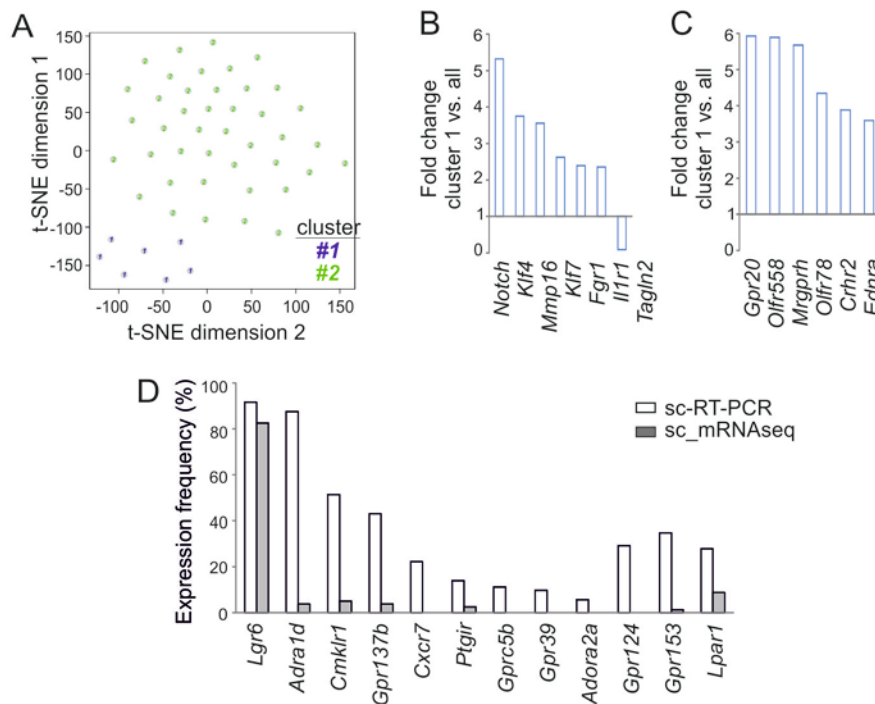 A
t-SNE dimension 1
150
100
50
0
-50
-100
-150
-100
-50
0
50
100
150
t-SNE dimension 2
cluster
#1
#2
B
Fold change
cluster 1 vs. all
6
5
4
3
2
1
0
Notch
Klf4
Mmp16
Klf7
Fgr1
Il1r1
Tagln2
C
Fold change
cluster 1 vs. all
6
5
4
3
2
1
0
Gpr20
Olfr558
Mrgprh
Olfr78
Crhr2
Ednra
D
Expression frequency (%)
100
80
60
40
20
0
sc-RT-PCR
sc_mRNAseq
Lgr6
Adra1d
Cmklr1
Gpr137b
Cxcr7
Ptgir
Gprc5b
Gpr39
Adora2a
Gpr124
Gpr153
Lpar1